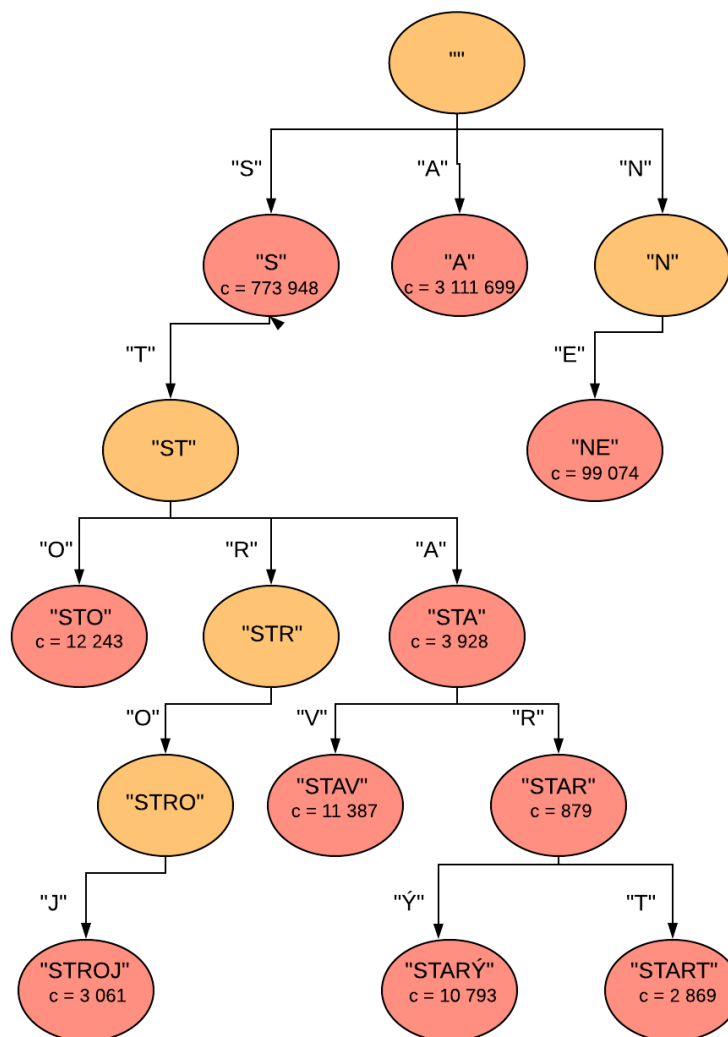 ""
"S"
"A"
"N"
"S"
c = 773 948
"A"
c = 3 111 699
"N"
"T"
"E"
"ST"
"NE"
c = 99 074
"O"
"R"
"A"
"STO"
c = 12 243
"STR"
"STA"
c = 3 928
"O"
"V"
"R"
"STRO"
"STAV"
c = 11 387
"STAR"
c = 879
"J"
"Ý"
"T"
"STROJ"
c = 3 061
"STARÝ"
c = 10 793
"START"
c = 2 869